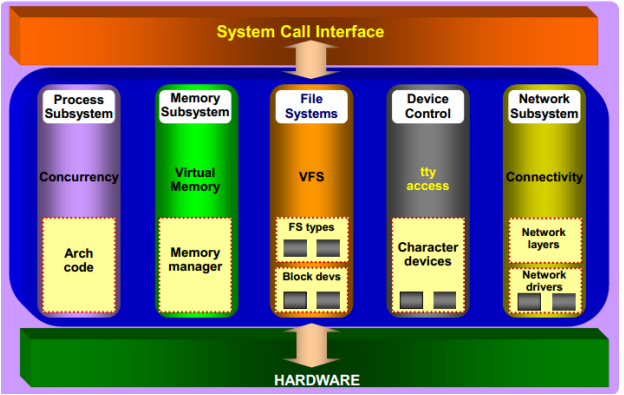 System Call Interface
Process
Subsystem
Memory
Subsystem
File
Systems
Device
Control
Network
Subsystem
Concurrency
Virtual
Memory
VFS
tty
access
Connectivity
Arch
code
Memory
manager
FS types
Block devs
Character
devices
Network
layers
Network
drivers
HARDWARE